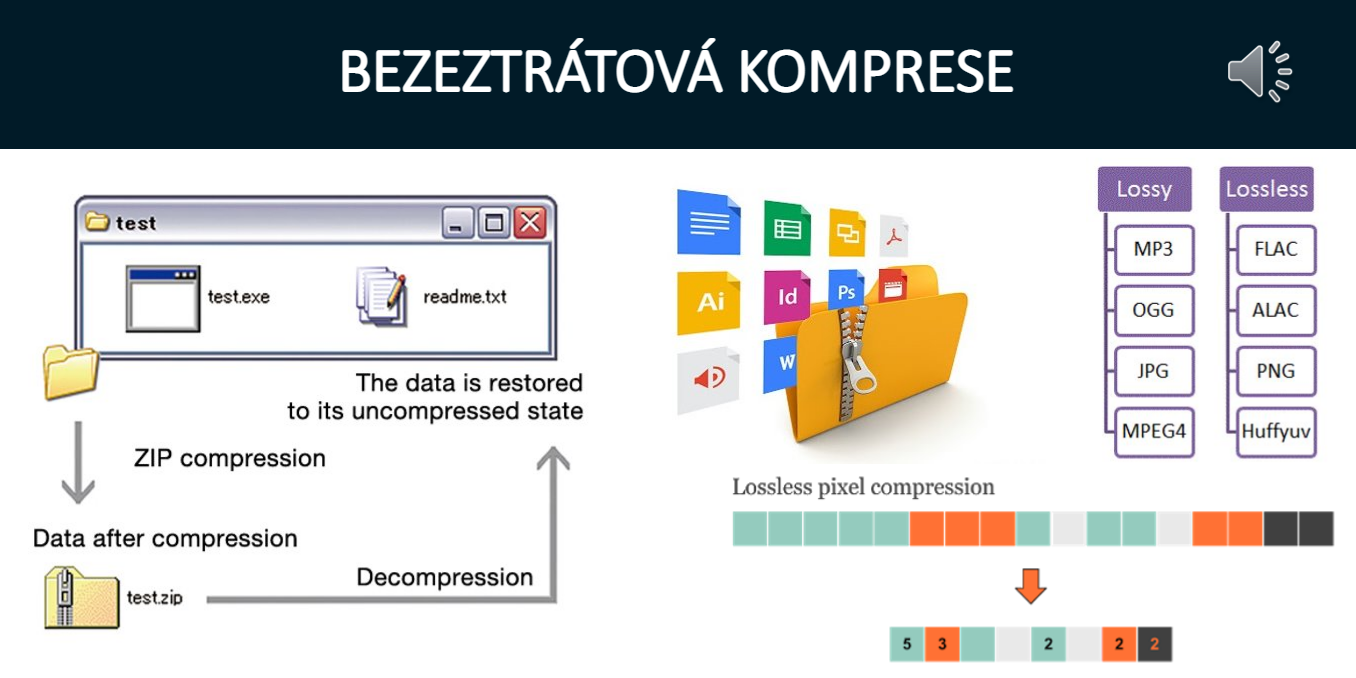 BEZEZTRÁTOVÁ KOMPRESE
test
test.exe
readme.txt
The data is restored
to its uncompressed state
ZIP compression
Data after compression
test.zip
Decompression
Ai
Id
Ps
W
Lossy
MP3
OGG
JPG
MPEG4
Lossless
FLAC
ALAC
PNG
Huffyuv
Lossless pixel compression
5 3 2 2 2